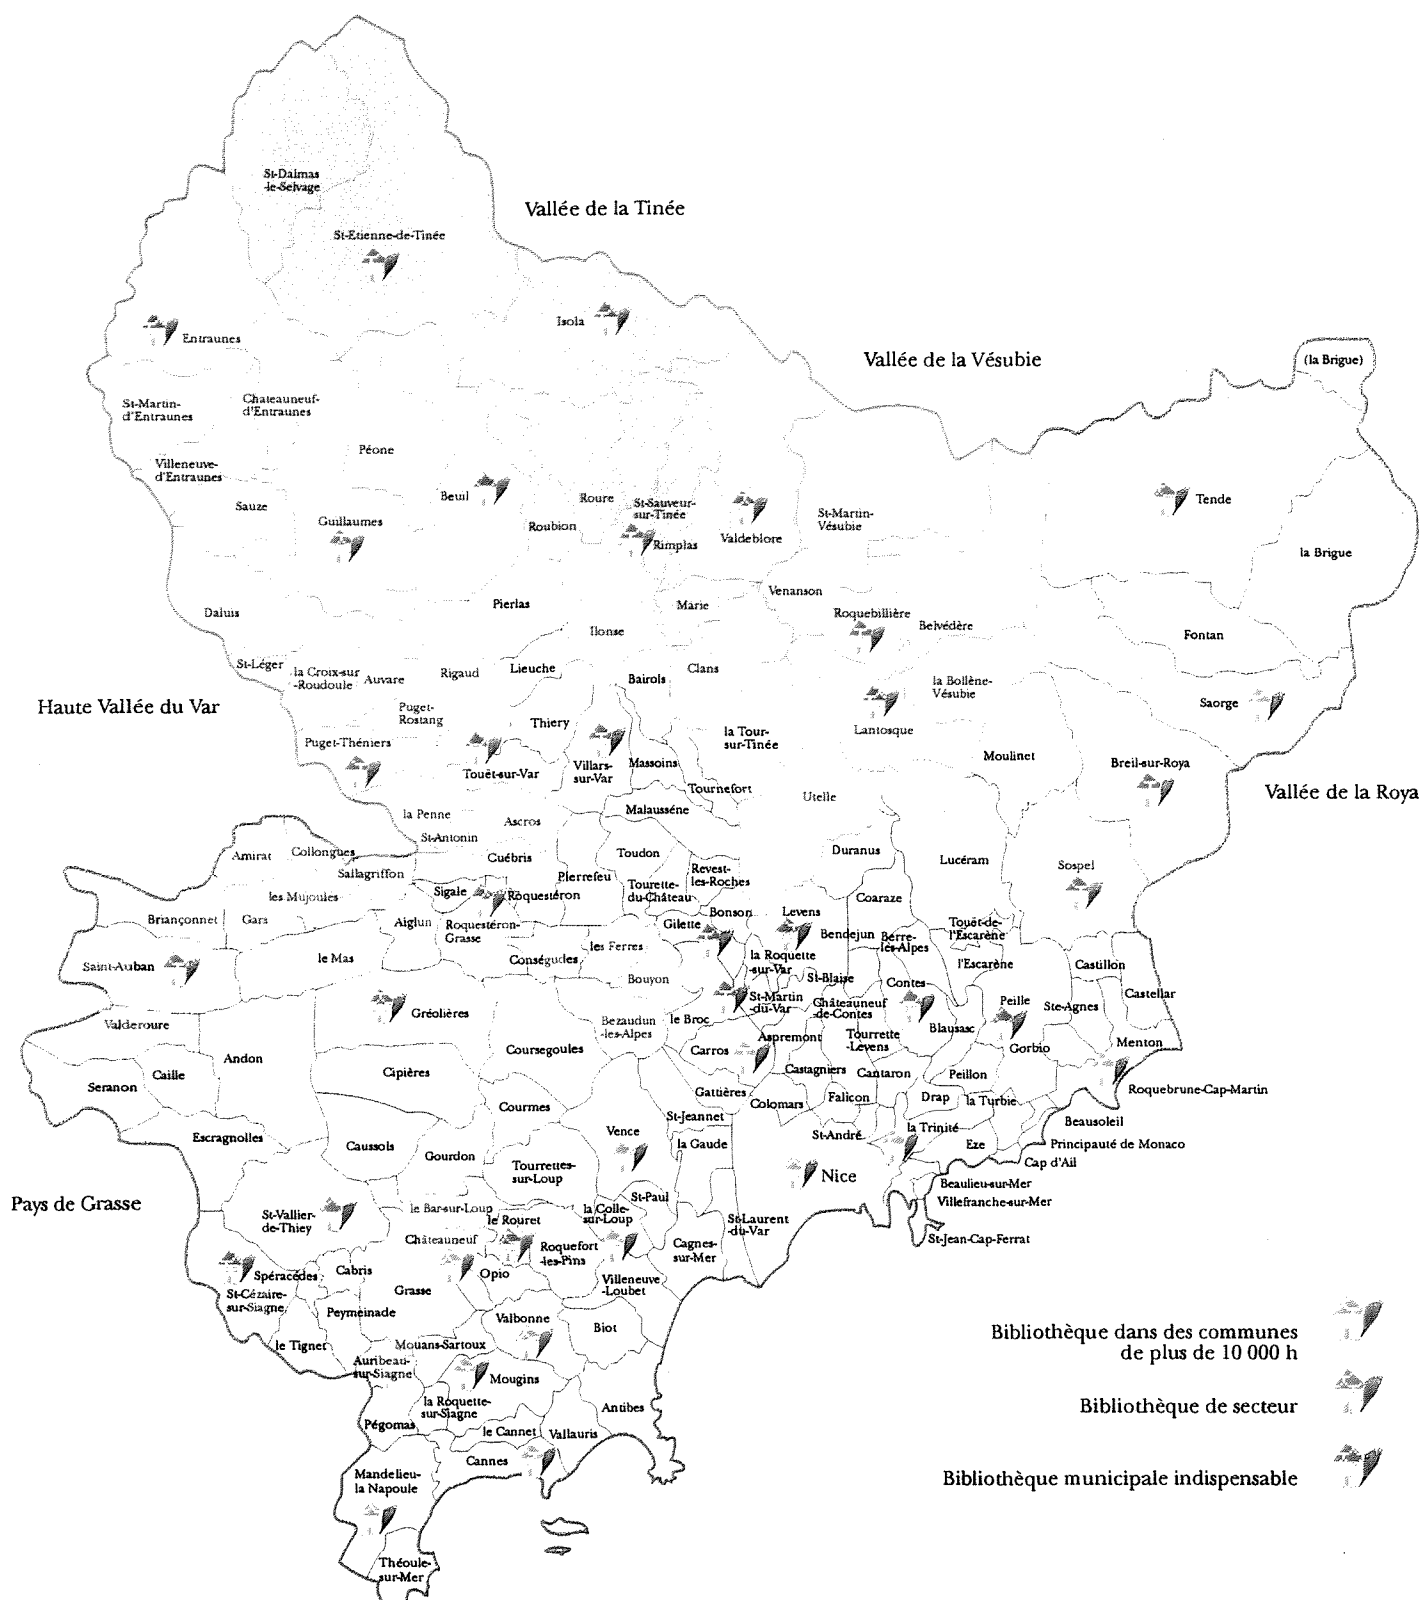 St-Dalmas
-le-Selvage
Vallée de la Tinée
St-Etienne-de-Tinée
Isola
Entraunes
Vallée de la Vésubie
(la Brigue)
St-Martin-
d'Entraunes
Chateauneuf-
d'Entraunes
Péone
Villeneuve-
d'Entraunes
Beuil
Roure
St-Sauveur-
sur-Tinée
Tende
Sauze
Guillaumes
Roubion
Rimplas
Valdeblore
St-Martin-
Vésubie
la Brigue
Daluis
Pierlas
Marie
Venanson
Roquebillière
Belvédère
Ilonse
Fontan
St-Léger
la Croix-sur
-Roudoule
Auvare
Rigaud
Lieuche
Bairols
Clans
la Bollène-
Vésubie
Saorge
Haute Vallée du Var
Puget-
Rostang
Thiery
la Tour-
sur-Tinée
Lantosque
Puget-Théniers
Touët-sur-Var
Villars-
sur-Var
Massoins
Moulinet
Breil-sur-Roya
Tournefort
Utelle
Vallée de la Roya
Malausséne
la Penne
Ascros
St-Antonin
Amirat
Collongues
Cuébris
Toudon
Duranus
Lucéram
Sospel
Sallagriffon
Pierrefeu
Revest-
les-Roches
Sigale
Roquestéron
Tourette-
du-Château
Coaraze
les Mujoules
Briançonnet
Gars
Aiglun
Roquestéron-
Grasse
Gilette
Bonson
Levens
Bendejun
Berre-
les-Alpes
Touët-de-
l'Escarène
les Ferres
la Roquette
-sur-Var
l'Escarène
Saint-Auban
le Mas
Conségudes
Castillon
Bouyon
St-Blaise
Contes
Castellar
St-Martin
-du-Var
Châteauneuf
-de-Contes
Peille
Ste-Agnes
Gréolières
Valderoure
Bezaudun
-les-Alpes
le Broc
Blausasc
Aspremont
Tourrette
-Levens
Gorbio
Menton
Andon
Coursegoules
Carros
Caille
Cipières
Castagniers
Cantaron
Peillon
Seranon
Gattières
Colomars
Falicon
Drap
la Turbie
Roquebrune-Cap-Martin
Courmes
St-Jeannet
Beausoleil
Escragnolles
Caussols
Vence
la Gaude
St-André
la Trinité
Eze
Principauté de Monaco
Gourdon
Tourrettes-
sur-Loup
Nice
Cap d'Ail
Beaulieu-sur-Mer
Villefranche-sur-Mer
Pays de Grasse
St-Paul
St-Vallier-
de-Thiey
le Bar-sur-Loup
le Rouret
la Colle-
sur-Loup
St-Laurent
-du-Var
St-Jean-Cap-Ferrat
Châteauneuf
Roquefort
-les-Pins
Cagnes-
sur-Mer
Spéracédes
Cabris
Grasse
Opio
Villeneuve
-Loubet
St-Cézaire-
sur-Siagne
Peymeinade
Valbonne
Biot
le Tignet
Mouans-Sartoux
Auribeau-
sur-Siagne
Mougins
la Roquette-
sur-Siagne
Antibes
Pégomas
le Cannet
Vallauris
Cannes
Mandelieu-
la Napoule
Théoule-
sur-Mer
Bibliothèque dans des communes
de plus de 10 000 h
Bibliothèque de secteur
Bibliothèque municipale indispensable